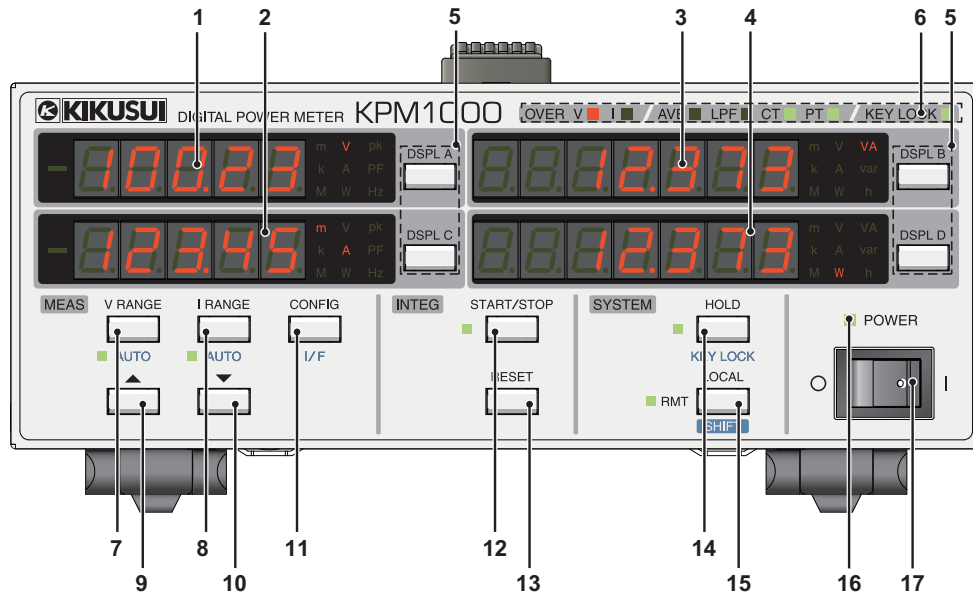 1 2 5 3 4 6 5
KIKUSUI DIGITAL POWER METER KPM1000 OVER V I / AVE LPF CT PT / KEY LOCK
100.23 m V pk k A PF M W Hz DSPL A
12.373 m V VA k A var M W h DSPL B
123.45 m V pk k A PF M W Hz DSPL C
12.373 m V VA k A var M W h DSPL D
MEAS V RANGE I RANGE CONFIG INTEG START/STOP SYSTEM HOLD
POWER
AUTO AUTO I/F KEY LOCK
RESET LOCAL
RMT
SHIFT
O I
7 8 11 12 14 16 17
9 10 13 15